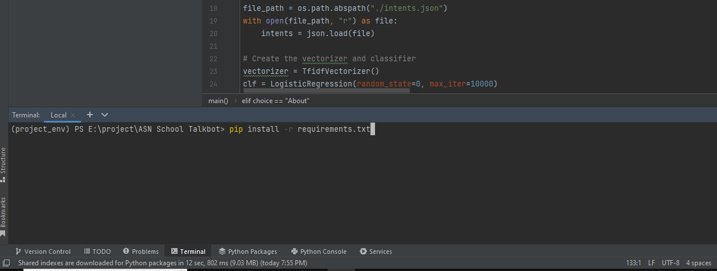 18 file_path = os.path.abspath("./intents.json")
19 with open(file_path, "r") as file:
20 intents = json.load(file)
21
22 # Create the vectorizer and classifier
23 vectorizer = TfidfVectorizer()
24 clf = LogisticRegression(random_state=0, max_iter=10000)
main() › elif choice == "About"
Terminal: Local × + ∨
(project_env) PS E:\project\ASN School Talkbot> pip install -r requirements.txt
Structure
Bookmarks
Version Control TODO Problems Terminal Python Packages Python Console Services
Shared indexes are downloaded for Python packages in 12 sec, 802 ms (9.03 MB) (today 7:55 PM) 133:1 LF UTF-8 4 spaces